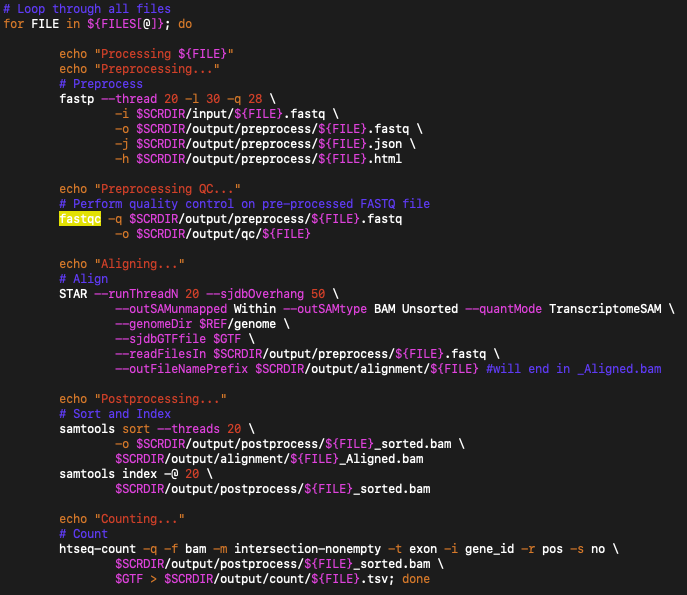 # Loop through all files
for FILE in ${FILES[@]}; do
echo "Processing ${FILE}"
echo "Preprocessing..."
# Preprocess
fastp --thread 20 -l 30 -q 28 \
-i $SCRDIR/input/${FILE}.fastq \
-o $SCRDIR/output/preprocess/${FILE}.fastq \
-j $SCRDIR/output/preprocess/${FILE}.json \
-h $SCRDIR/output/preprocess/${FILE}.html
echo "Preprocessing QC..."
# Perform quality control on pre-processed FASTQ file
fastqc -q $SCRDIR/output/preprocess/${FILE}.fastq
-o $SCRDIR/output/qc/${FILE}
echo "Aligning..."
# Align
STAR --runThreadN 20 --sjdbOverhang 50 \
--outSAMunmapped Within --outSAMtype BAM Unsorted --quantMode TranscriptomeSAM \
--genomeDir $REF/genome \
--sjdbGTFfile $GTF \
--readFilesIn $SCRDIR/output/preprocess/${FILE}.fastq \
--outFileNamePrefix $SCRDIR/output/alignment/${FILE} #will end in _Aligned.bam
echo "Postprocessing..."
# Sort and Index
samtools sort --threads 20 \
-o $SCRDIR/output/postprocess/${FILE}_sorted.bam \
$SCRDIR/output/alignment/${FILE}_Aligned.bam
samtools index -@ 20 \
$SCRDIR/output/postprocess/${FILE}_sorted.bam
echo "Counting..."
# Count
htseq-count -q -f bam -m intersection-nonempty -t exon -i gene_id -r pos -s no \
$SCRDIR/output/postprocess/${FILE}_sorted.bam \
$GTF > $SCRDIR/output/count/${FILE}.tsv; done